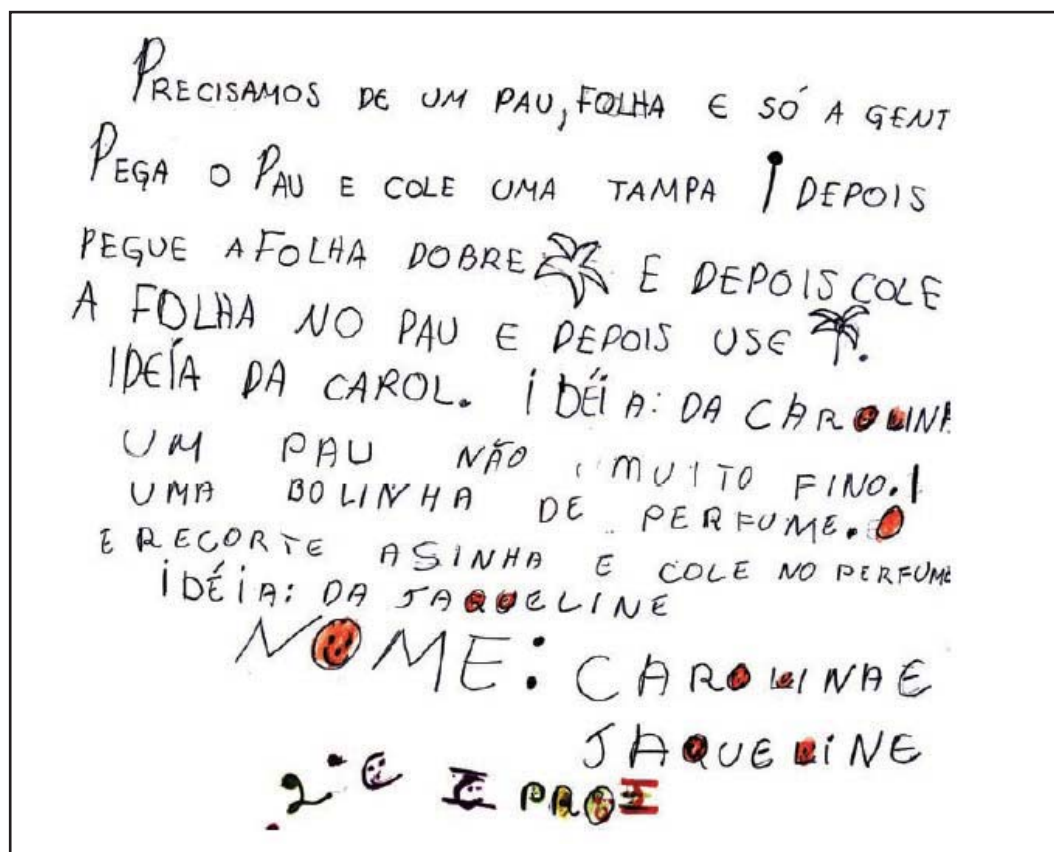 PRECISAMOS DE UM PAU, FOLHA E SÓ A GENT
PEGA O PAU E COLE UMA TAMPA DEPOIS
PEGUE A FOLHA DOBRE E DEPOIS COLE
A FOLHA NO PAU E DEPOIS USE .
IDEÍA DA CAROL. IDÉIA: DA CAROLINA
UM PAU NÃO MUITO FINO.
UMA BOLINHA DE PERFUME.
E RECORTE ASINHA E COLE NO PERFUME
IDÉIA: DA JAQUELINE
NOME: CAROLINA E
JAQUELINE
2ª C